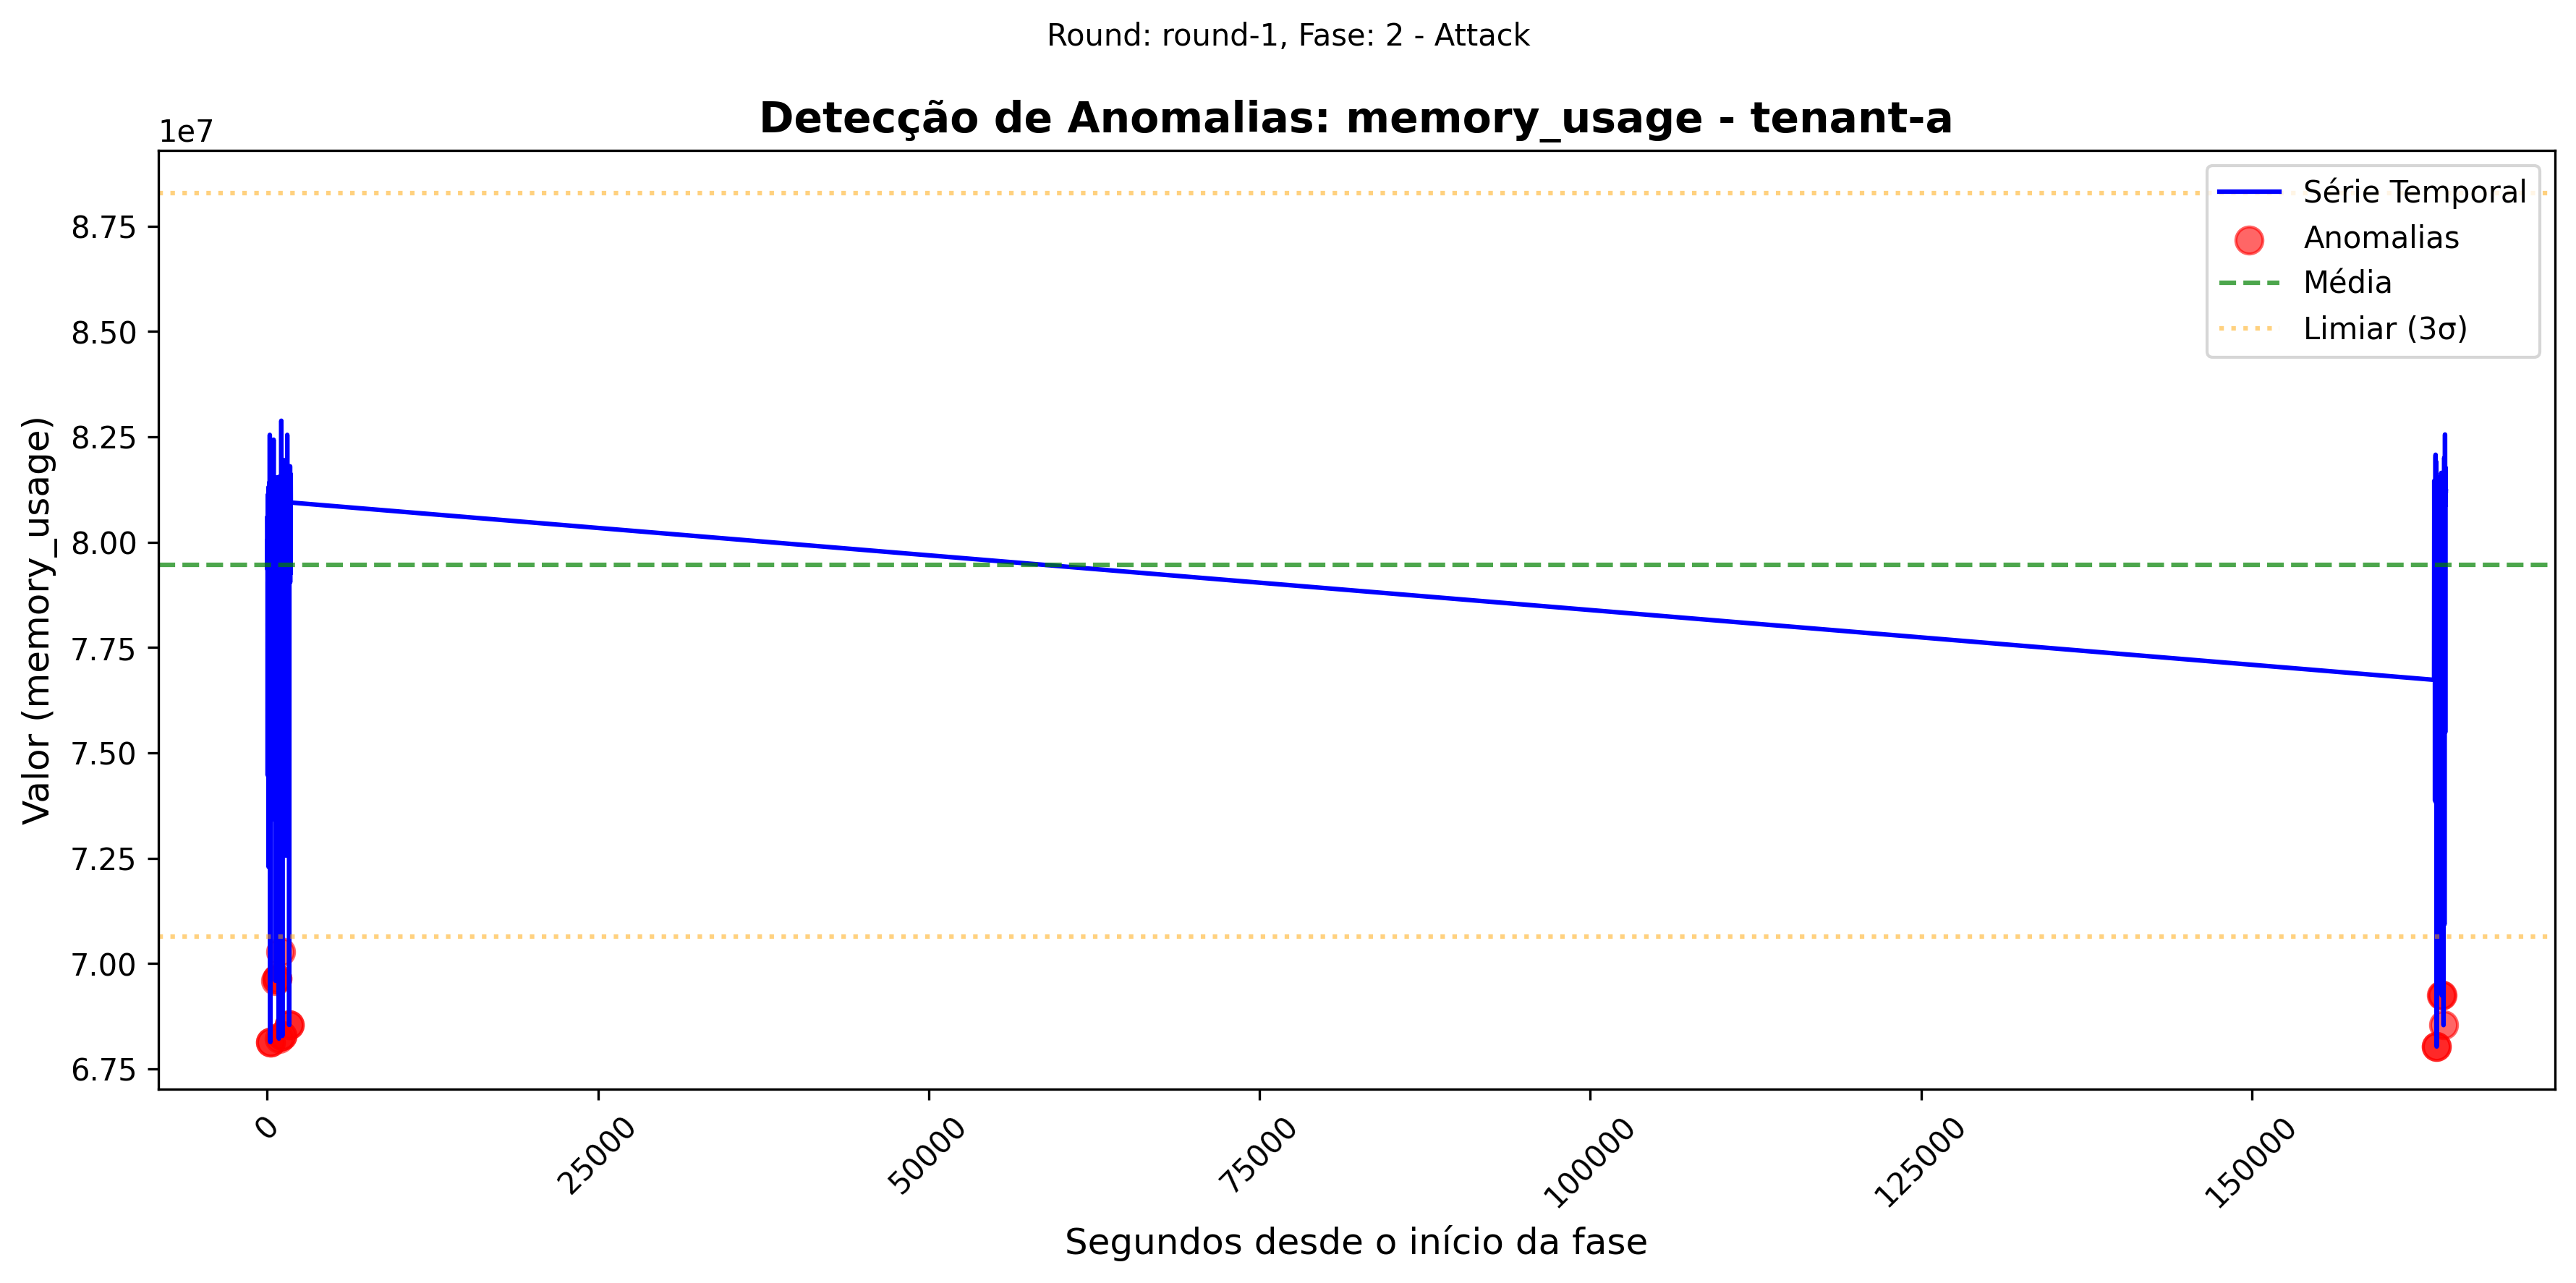 Round: round-1, Fase: 2 - Attack
Detecção de Anomalias: memory_usage - tenant-a
1e7
Série Temporal
Anomalias
Média
Limiar (3σ)
8.75
8.50
8.25
8.00
7.75
7.50
7.25
7.00
6.75
Valor (memory_usage)
0
25000
50000
75000
100000
125000
150000
Segundos desde o início da fase